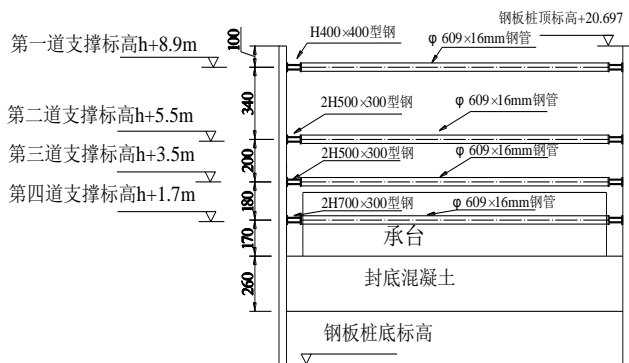 钢板桩顶标高+20.697
第一道支撑标高h+8.9m
100
H400×400型钢
φ 609×16mm钢管
340
第二道支撑标高h+5.5m
2H500×300型钢
φ 609×16mm钢管
200
第三道支撑标高h+3.5m
2H500×300型钢
φ 609×16mm钢管
180
第四道支撑标高h+1.7m
2H700×300型钢
φ 609×16mm钢管
170
承台
260
封底混凝土
钢板桩底标高